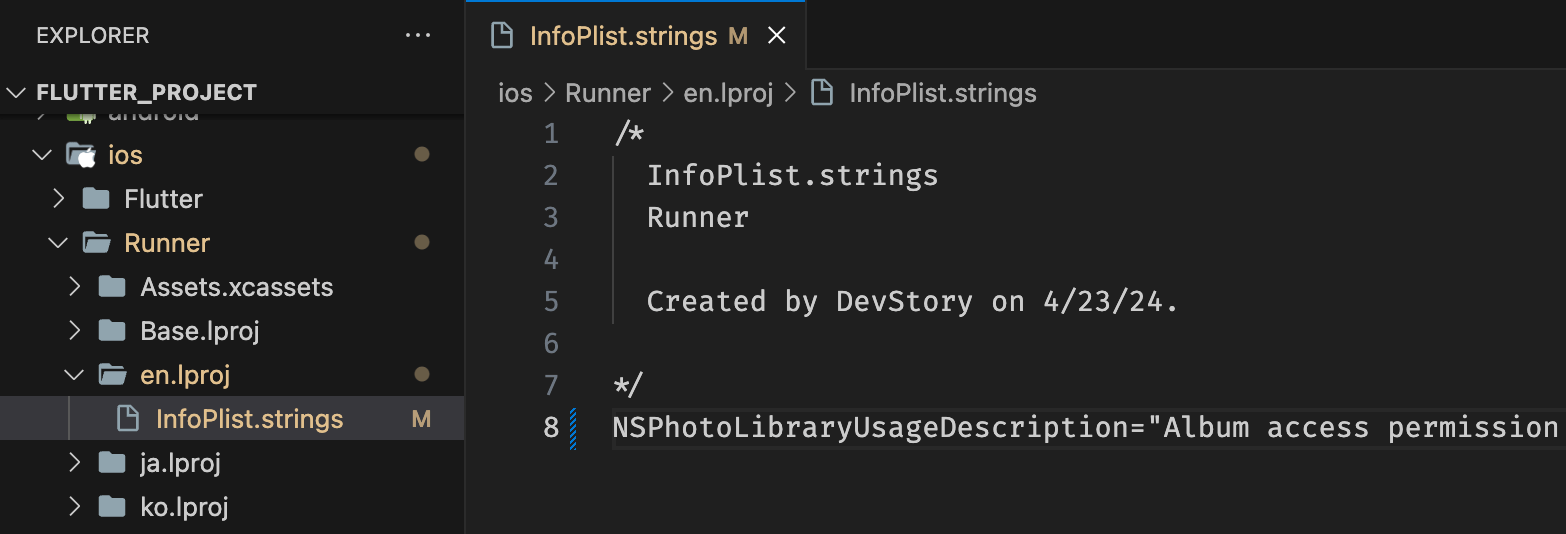 EXPLORER
FLUTTER_PROJECT
android
ios
Flutter
Runner
Assets.xcassets
Base.lproj
en.lproj
InfoPlist.strings M
ja.lproj
ko.lproj
InfoPlist.strings M
ios > Runner > en.lproj > InfoPlist.strings
1 /*
2 InfoPlist.strings
3 Runner
4
5 Created by DevStory on 4/23/24.
6
7 */
8 NSPhotoLibraryUsageDescription="Album access permission